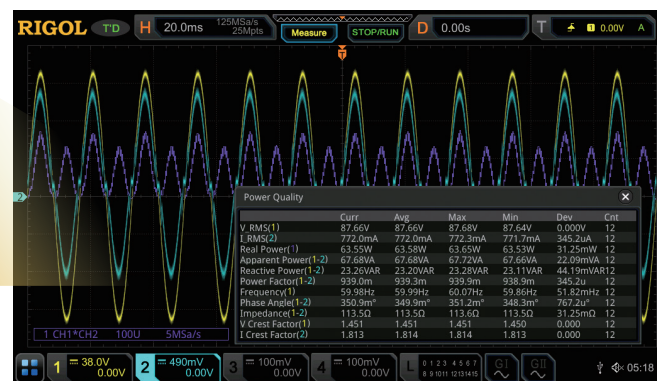 RIGOL T'D H 20.0ms 125MSa/s 25Mpts Measure STOP/RUN D 0.00s T 1 0.00V A
T
2
Power Quality
Curr Avg Max Min Dev Cnt
V_RMS(1) 87.66V 87.66V 87.68V 87.64V 0.000V 12
I_RMS(2) 772.0mA 772.0mA 772.3mA 771.7mA 345.2uA 12
Real Power(1) 63.55W 63.58W 63.65W 63.53W 31.25mW 12
Apparent Power(1-2) 67.68VA 67.68VA 67.72VA 67.66VA 22.09mVA 12
Reactive Power(1-2) 23.26VAR 23.20VAR 23.28VAR 23.11VAR 44.19mVAR 12
Power Factor(1-2) 939.0m 939.3m 939.9m 938.9m 345.2u 12
Frequency(1) 59.98Hz 59.99Hz 60.07Hz 59.86Hz 51.82mHz 12
Phase Angle(1-2) 350.9m° 349.9m° 351.2m° 348.3m° 767.2u° 12
Impedance(1-2) 113.5Ω 113.5Ω 113.6Ω 113.5Ω 31.25mΩ 12
V Crest Factor(1) 1.451 1.451 1.451 1.450 0.000 12
I Crest Factor(2) 1.813 1.814 1.814 1.813 0.000 12
1 CH1*CH2 100U 5MSa/s
1 38.0V 0.00V 2 490mV 0.00V 3 100mV 0.00V 4 100mV 0.00V L 0 1 2 3 4 5 6 7 8 9 10 11 12 13 14 15 GI GII 05:18